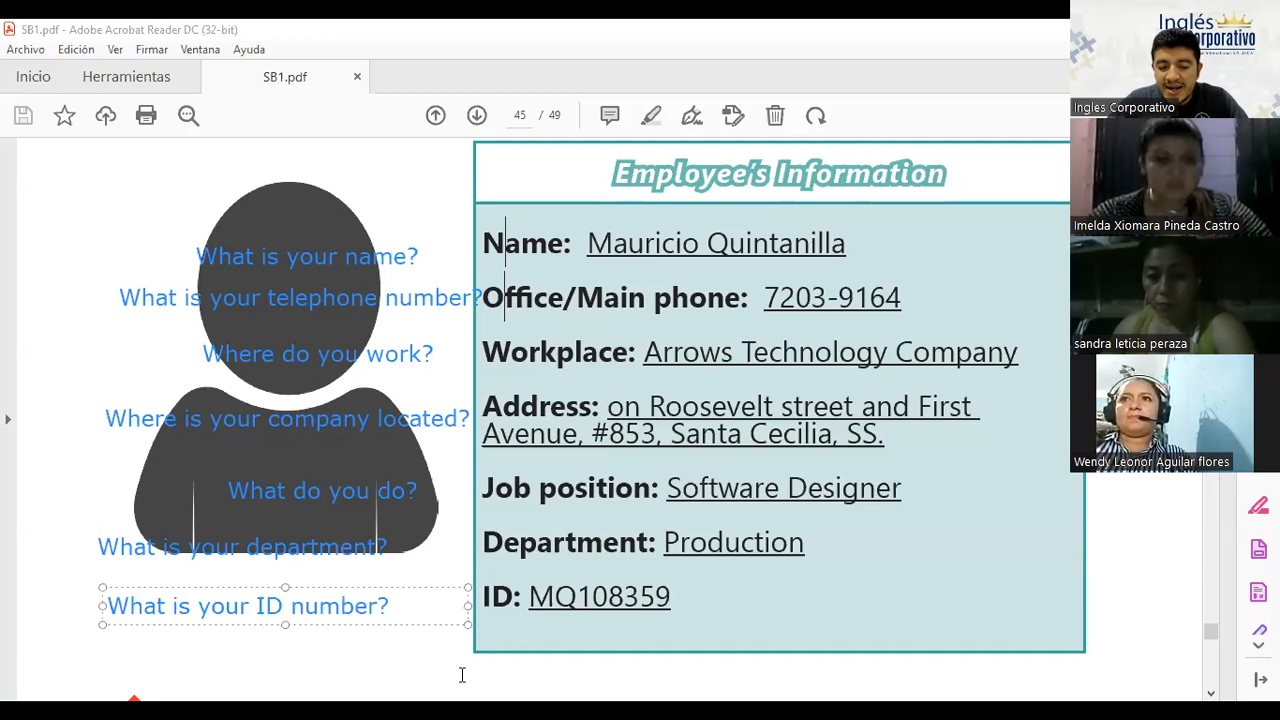 SB1.pdf - Adobe Acrobat Reader DC (32-bit)
Archivo Edición Ver Firmar Ventana Ayuda
Inicio Herramientas SB1.pdf ×
45 / 49
Employee's Information
What is your name?
What is your telephone number?
Where do you work?
Where is your company located?
What do you do?
What is your department?
What is your ID number?
Name: Mauricio Quintanilla
Office/Main phone: 7203-9164
Workplace: Arrows Technology Company
Address: on Roosevelt street and First
Avenue, #853, Santa Cecilia, SS.
Job position: Software Designer
Department: Production
ID: MQ108359
Inglés
Corporativo
Ingles Corporativo
Imelda Xiomara Pineda Castro
sandra leticia peraza
Wendy Leonor Aguilar flores